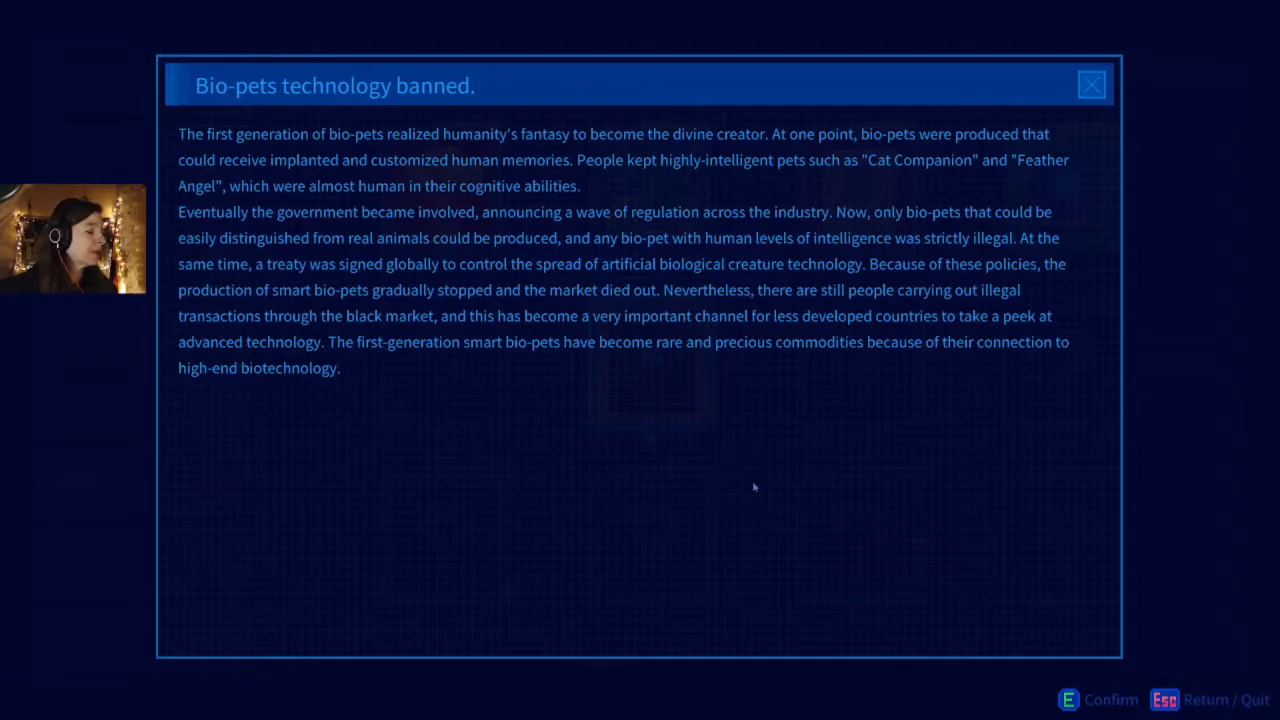 Bio-pets technology banned.
The first generation of bio-pets realized humanity's fantasy to become the divine creator. At one point, bio-pets were produced that
could receive implanted and customized human memories. People kept highly-intelligent pets such as "Cat Companion" and "Feather
Angel", which were almost human in their cognitive abilities.
Eventually the government became involved, announcing a wave of regulation across the industry. Now, only bio-pets that could be
easily distinguished from real animals could be produced, and any bio-pet with human levels of intelligence was strictly illegal. At the
same time, a treaty was signed globally to control the spread of artificial biological creature technology. Because of these policies, the
production of smart bio-pets gradually stopped and the market died out. Nevertheless, there are still people carrying out illegal
transactions through the black market, and this has become a very important channel for less developed countries to take a peek at
advanced technology. The first-generation smart bio-pets have become rare and precious commodities because of their connection to
high-end biotechnology.
E Confirm Esc Return / Quit